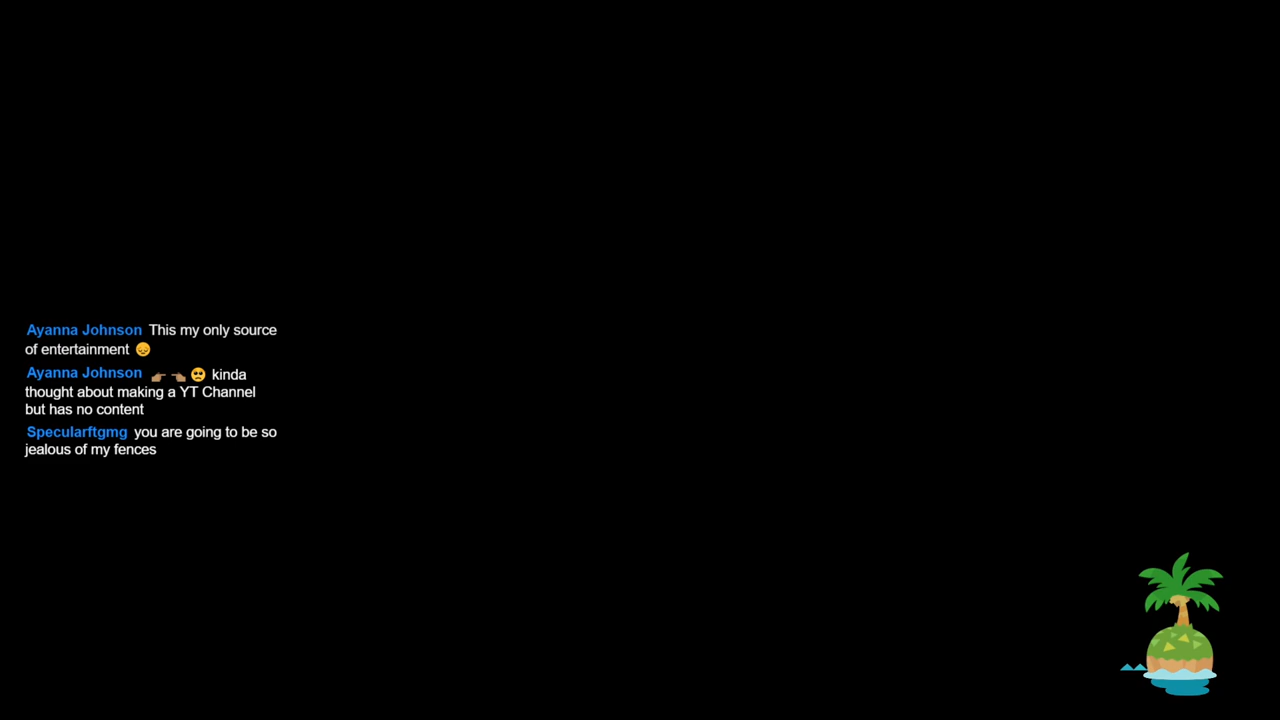 Ayanna Johnson This my only source
of entertainment 😔
Ayanna Johnson 👉🏽 👈🏽 🥺 kinda
thought about making a YT Channel
but has no content
Specularftgmg you are going to be so
jealous of my fences